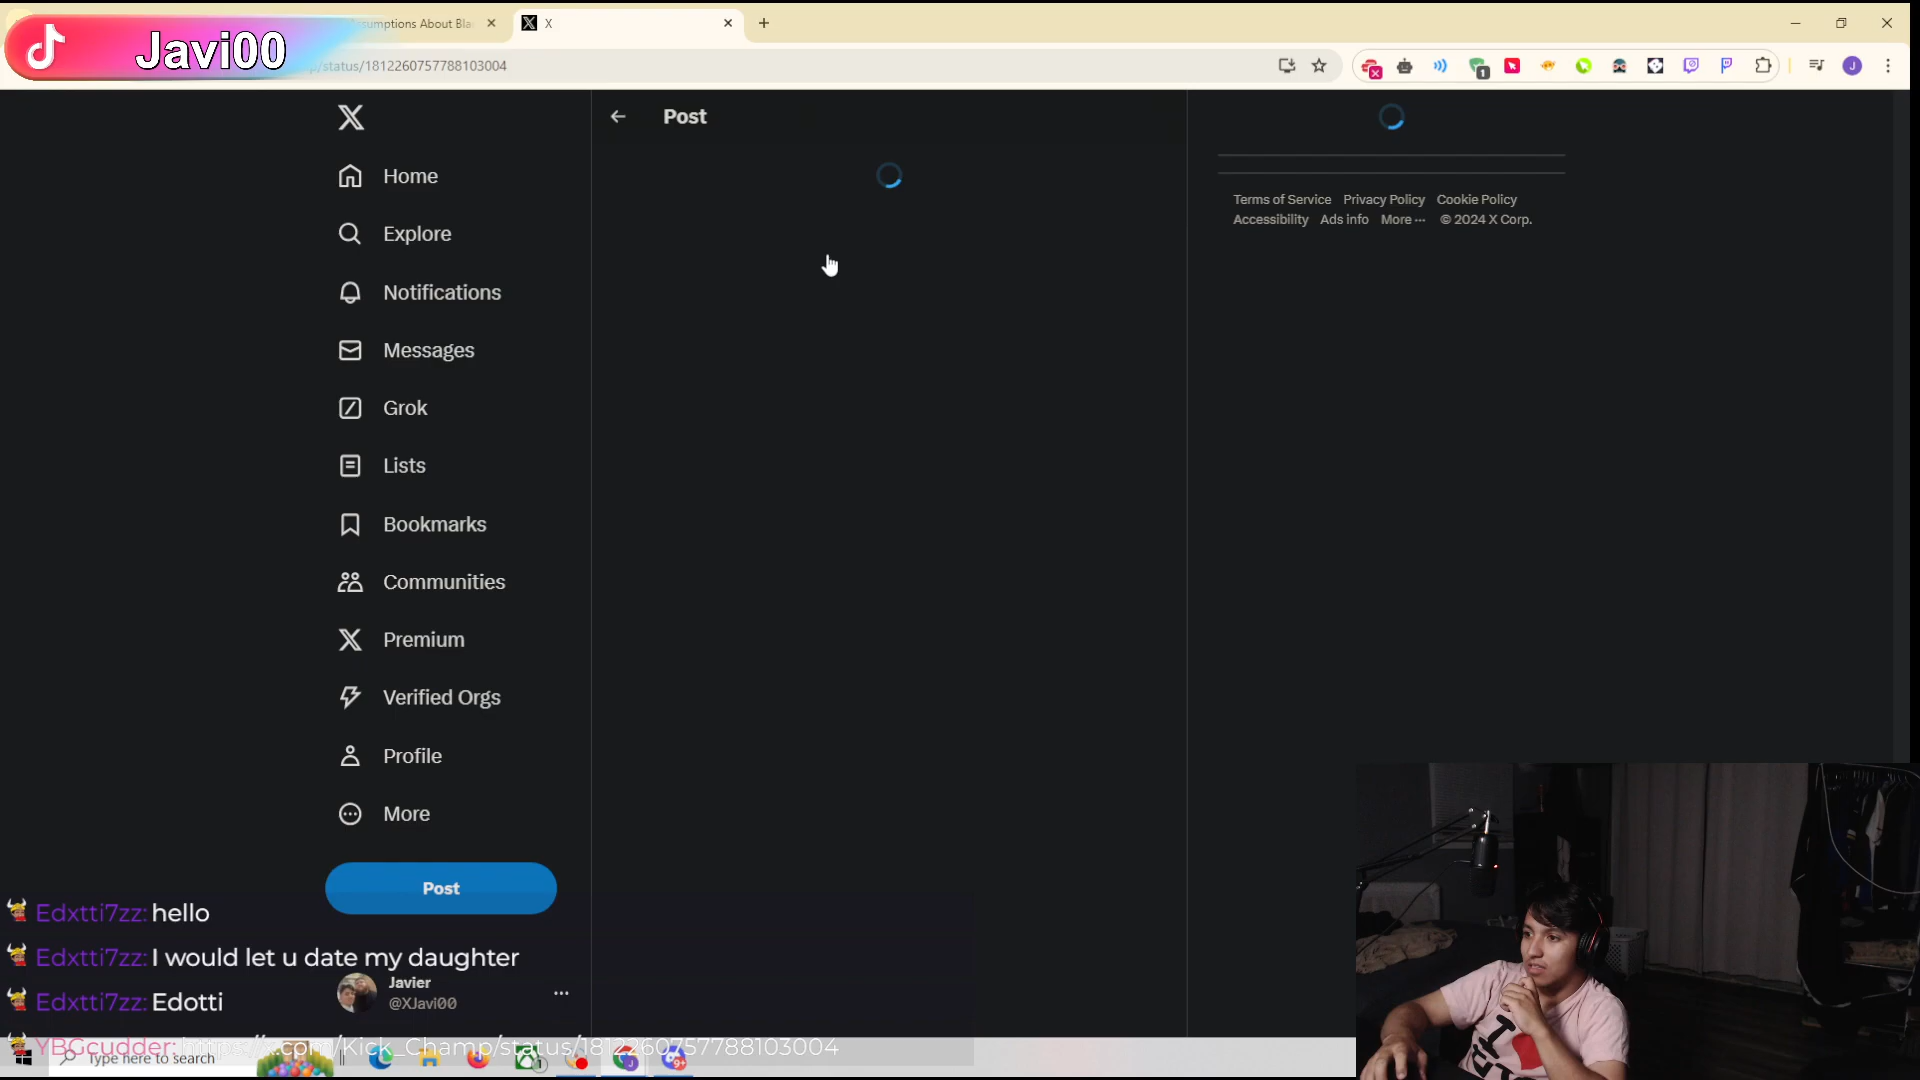 Javi00
ssumptions About Bla
X
p/status/1812260757788103004
Post
Home
Explore
Notifications
Messages
Grok
Lists
Bookmarks
Communities
Premium
Verified Orgs
Profile
More
Post
Terms of Service Privacy Policy Cookie Policy
Accessibility Ads info More ··· © 2024 X Corp.
Edxtti7zz: hello
Edxtti7zz: I would let u date my daughter
Javier
@XJavi00
Edxtti7zz: Edotti
YBGcudder: https://x.com/Kick_Champ/status/1812260757788103004
Type here to search